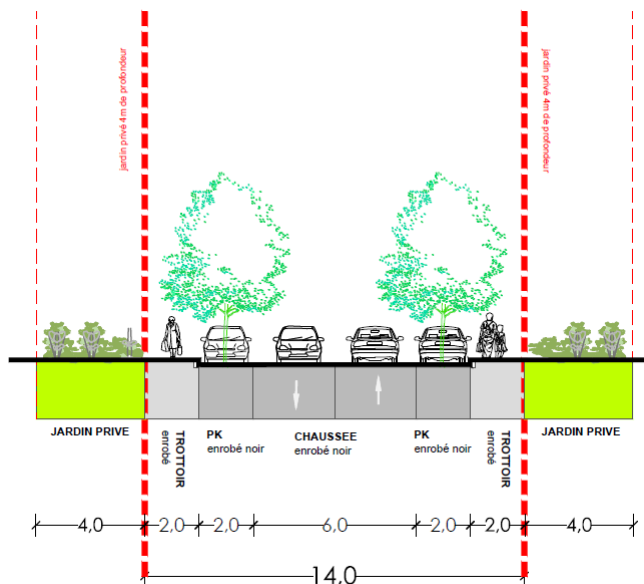 jardin privé 4m de profondeur
jardin privé 4m de profondeur
JARDIN PRIVE
TROTTOIR
enrobé
PK
enrobé noir
CHAUSSEE
enrobé noir
PK
enrobé noir
TROTTOIR
enrobé
JARDIN PRIVE
4,0
2,0
2,0
6,0
2,0
2,0
4,0
14,0